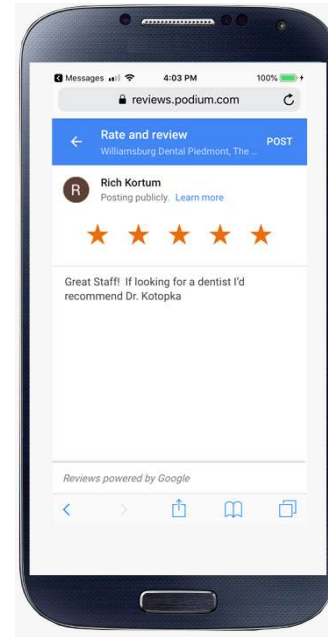 Messages 4:03 PM 100%
reviews.podium.com
Rate and review
Williamsburg Dental Piedmont, The ...
POST
R
Rich Kortum
Posting publicly. Learn more
Great Staff! If looking for a dentist I'd
recommend Dr. Kotopka
Reviews powered by Google